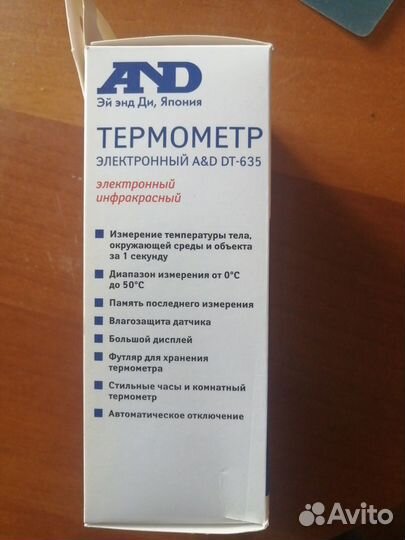 AND
Эй энд Ди, Япония
ТЕРМОМЕТР
ЭЛЕКТРОННЫЙ A&D DT-635
электронный
инфракрасный
Измерение температуры тела,
окружающей среды и объекта
за 1 секунду
Диапазон измерения от 0°C
до 50°C
Память последнего измерения
Влагозащита датчика
Большой дисплей
Футляр для хранения
термометра
Стильные часы и комнатный
термометр
Автоматическое отключение
Avito